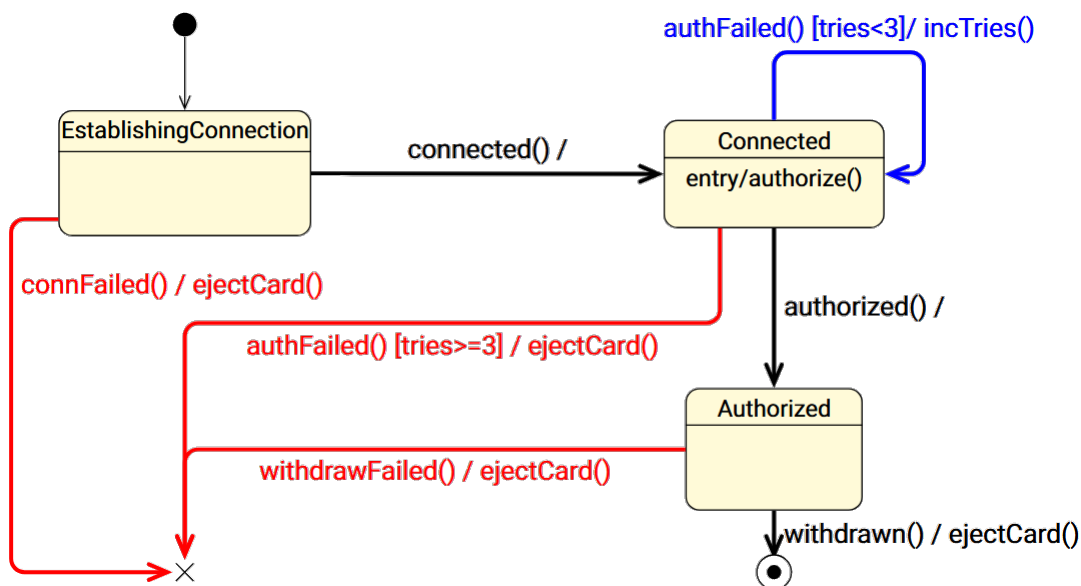 authFailed() [tries<3]/ incTries()
EstablishingConnection
connected() /
Connected
entry/authorize()
connFailed() / ejectCard()
authorized() /
authFailed() [tries>=3] / ejectCard()
Authorized
withdrawFailed() / ejectCard()
withdrawn() / ejectCard()